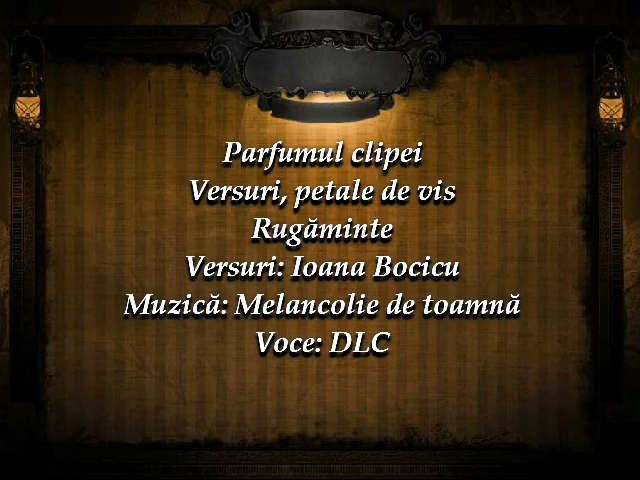 Parfumul clipei
Versuri, petale de vis
Rugăminte
Versuri: Ioana Bocicu
Muzică: Melancolie de toamnă
Voce: DLC